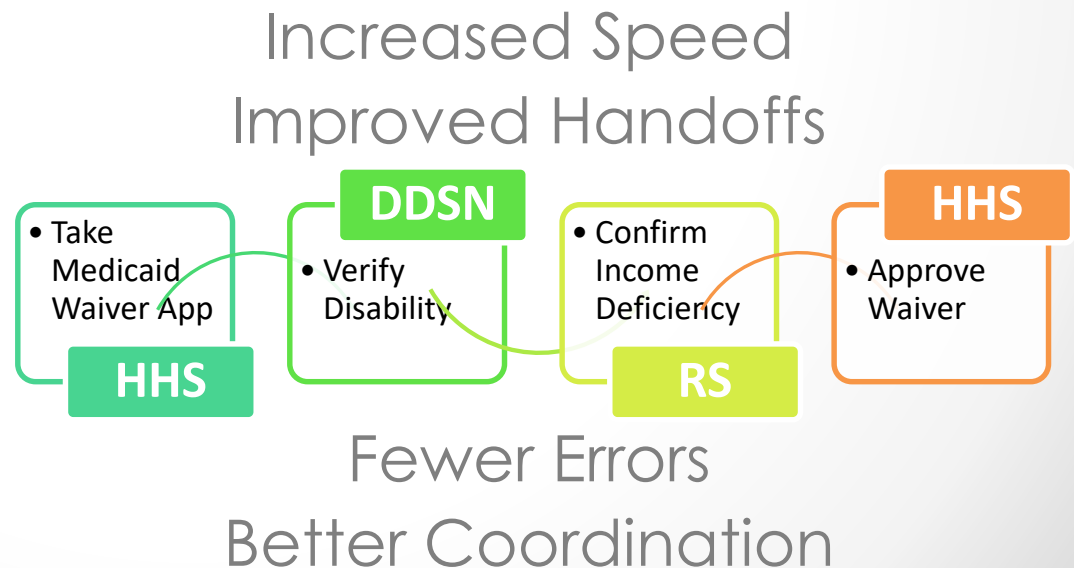 Increased Speed
Improved Handoffs
• Take
Medicaid
Waiver App
HHS
DDSN
• Verify
Disability
• Confirm
Income
Deficiency
RS
HHS
• Approve
Waiver
Fewer Errors
Better Coordination